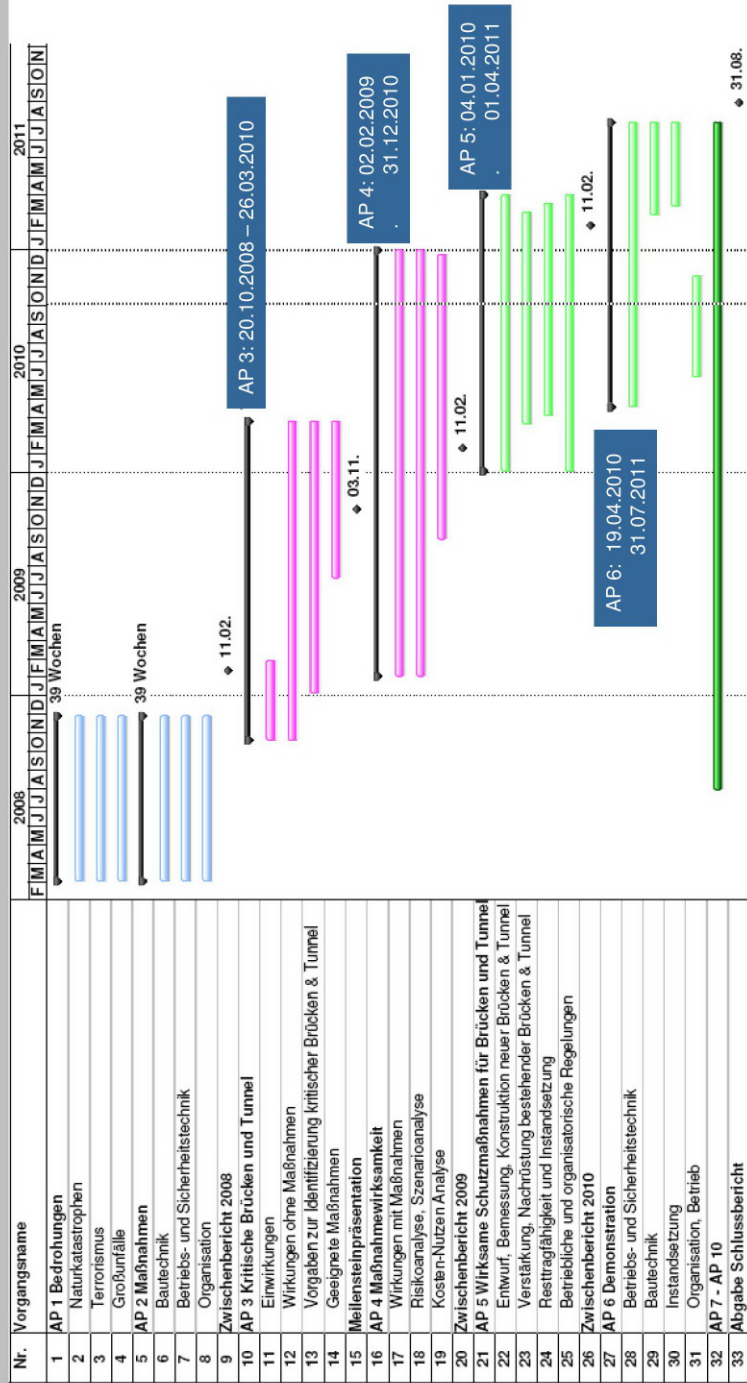 Nr. Vorgangsname
2008 2009 2010 2011
F M A M J J A S O N D J F M A M J J A S O N D J F M A M J J A S O N D J F M A M J J A S O N
1 AP 1 Bedrohungen 39 Wochen
2 Naturkatastrophen
3 Terrorismus
4 Großunfälle
5 AP 2 Maßnahmen 39 Wochen
6 Bautechnik
7 Betriebs- und Sicherheitstechnik
8 Organisation
9 Zwischenbericht 2008 11.02.
10 AP 3 Kritische Brücken und Tunnel
AP 3: 20.10.2008 – 26.03.2010
11 Einwirkungen
12 Wirkungen ohne Maßnahmen
13 Vorgaben zur Identifizierung kritischer Brücken & Tunnel
14 Geeignete Maßnahmen
15 Meilensteinpräsentation 03.11.
16 AP 4 Maßnahmewirksamkeit
AP 4: 02.02.2009
. 31.12.2010
17 Wirkungen mit Maßnahmen
18 Risikoanalyse, Szenarioanalyse
19 Kosten-Nutzen Analyse
20 Zwischenbericht 2009 11.02.
21 AP 5 Wirksame Schutzmaßnahmen für Brücken und Tunnel
AP 5: 04.01.2010
. 01.04.2011
22 Entwurf, Bemessung, Konstruktion neuer Brücken & Tunnel
23 Verstärkung, Nachrüstung bestehender Brücken & Tunnel
24 Resttragfähigkeit und Instandsetzung
25 Betriebliche und organisatorische Regelungen
26 Zwischenbericht 2010 11.02.
27 AP 6 Demonstration
AP 6: 19.04.2010
31.07.2011
28 Betriebs- und Sicherheitstechnik
29 Bautechnik
30 Instandsetzung
31 Organisation, Betrieb
32 AP 7 - AP 10
33 Abgabe Schlussbericht 31.08.